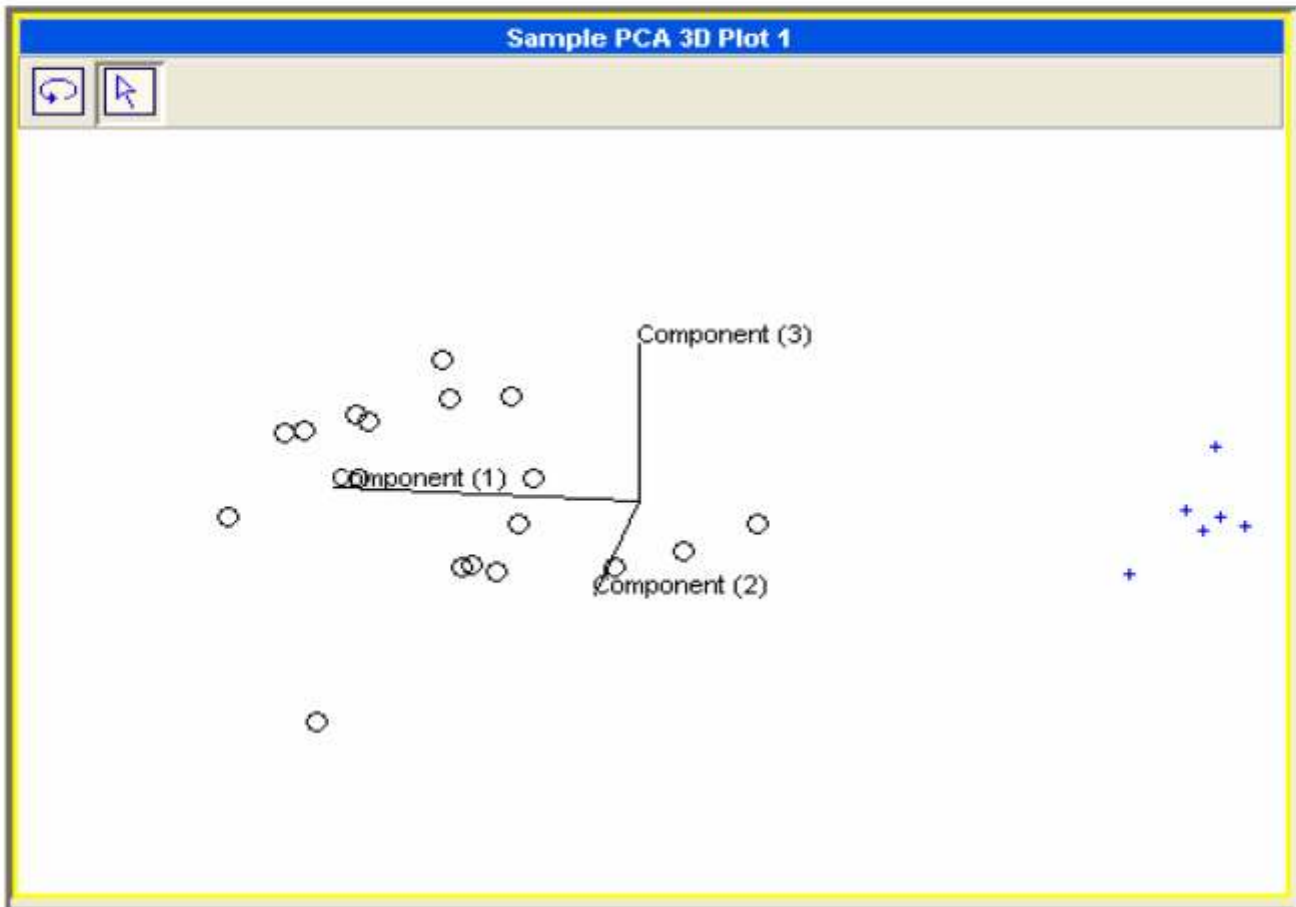 Sample PCA 3D Plot 1
Component (3)
Component (1)
Component (2)